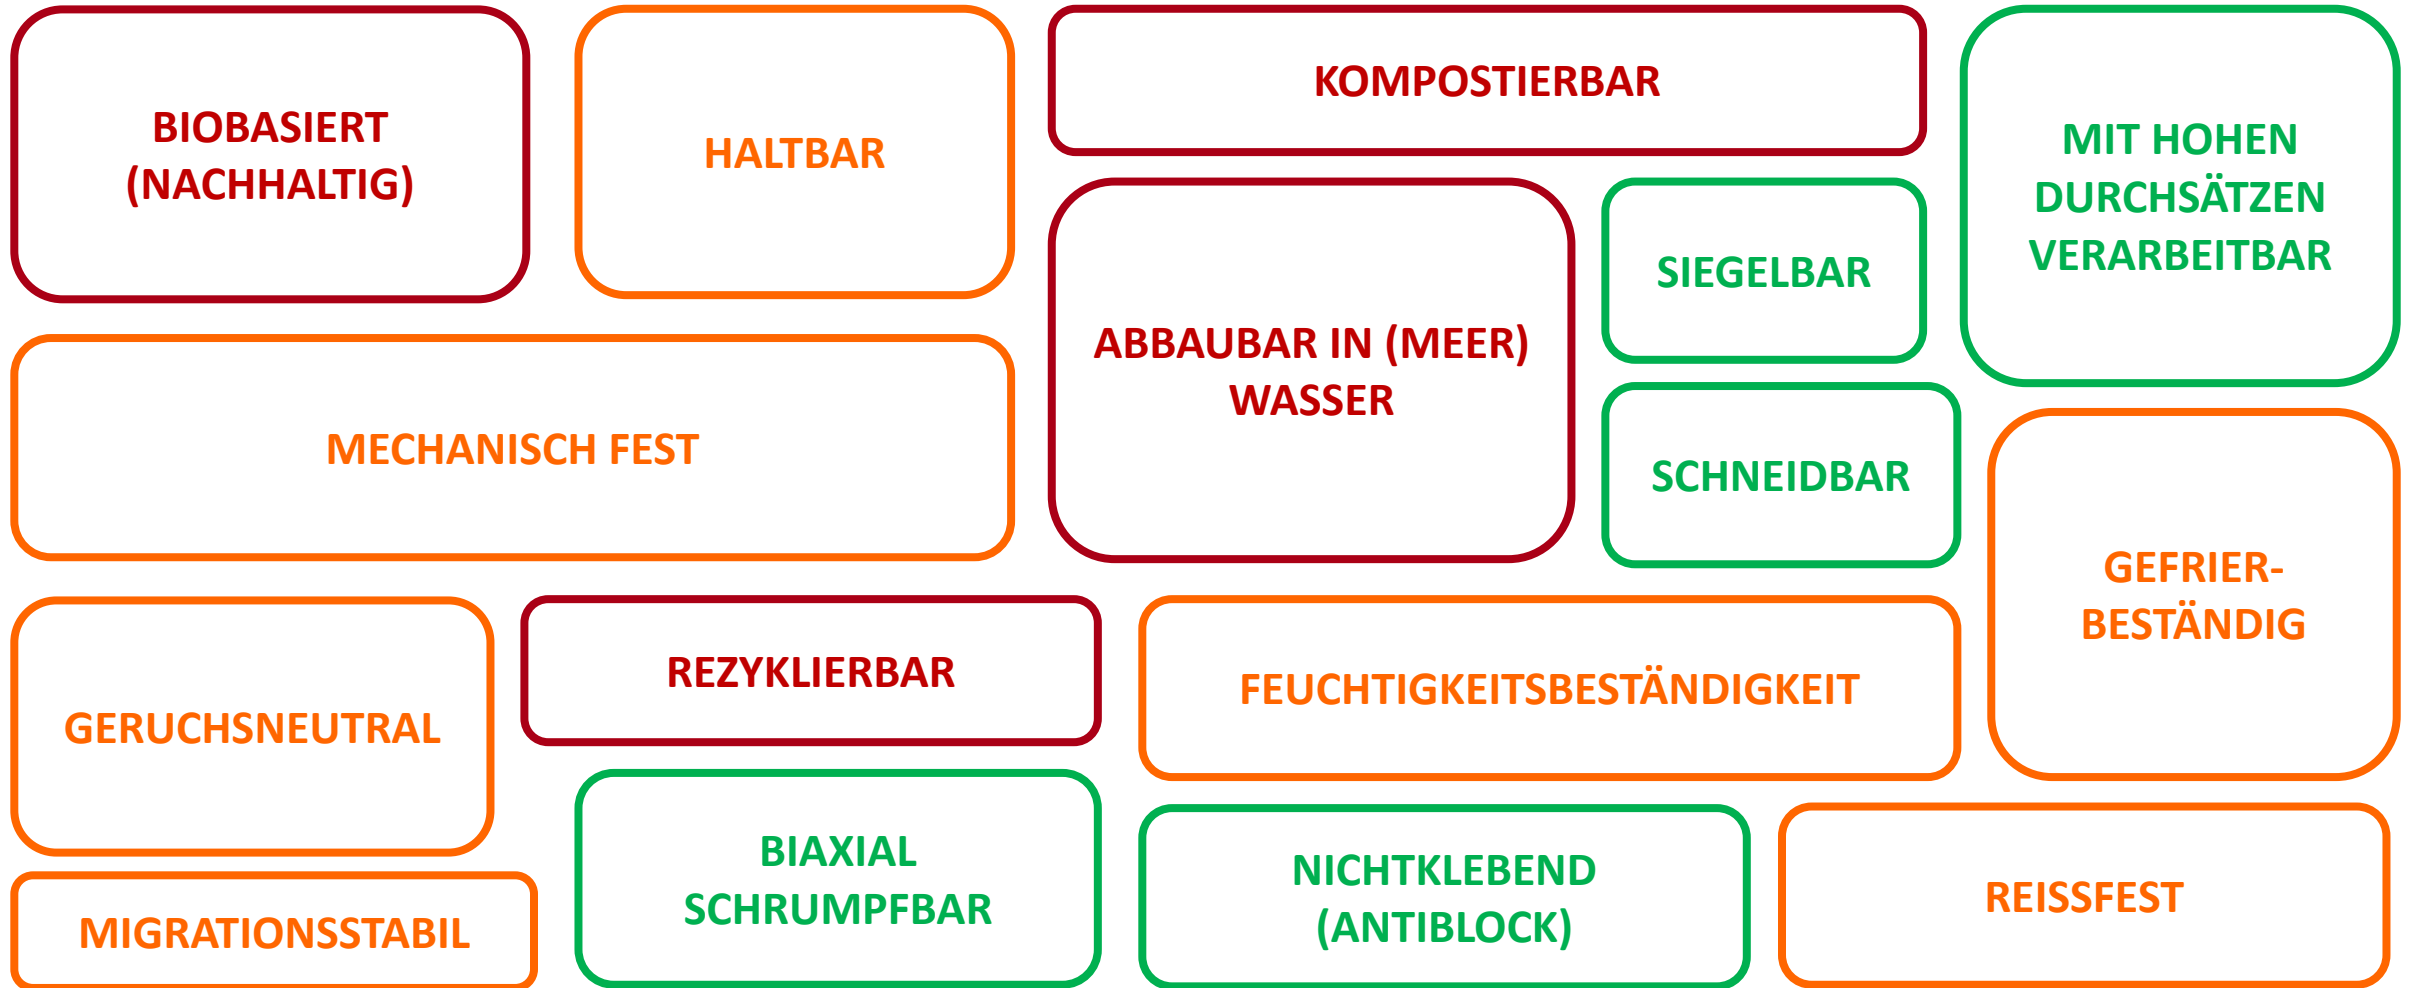 BIOBASIERT
(NACHHALTIG)
HALTBAR
KOMPOSTIERBAR
MIT HOHEN
DURCHSÄTZEN
VERARBEITBAR
SIEGELBAR
ABBAUBAR IN (MEER)
WASSER
MECHANISCH FEST
SCHNEIDBAR
GEFRIER-
BESTÄNDIG
GERUCHSNEUTRAL
REZYKLIERBAR
FEUCHTIGKEITSBESTÄNDIGKEIT
BIAXIAL
SCHRUMPFBAR
NICHTKLEBEND
(ANTIBLOCK)
REISSFEST
MIGRATIONSSTABIL